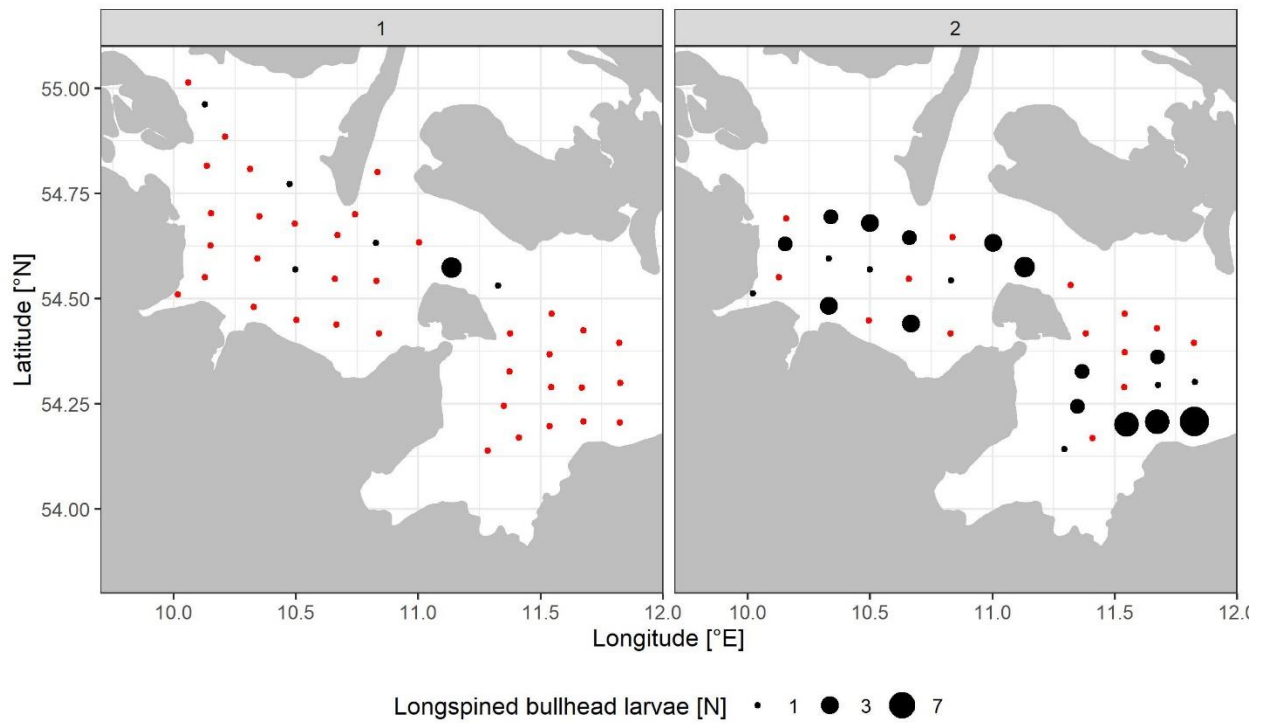 1 2
55.00
54.75
54.50
54.25
54.00
Latitude [°N]
10.0 10.5 11.0 11.5 12.0 10.0 10.5 11.0 11.5 12.0
Longitude [°E]
Longspined bullhead larvae [N] 1 3 7